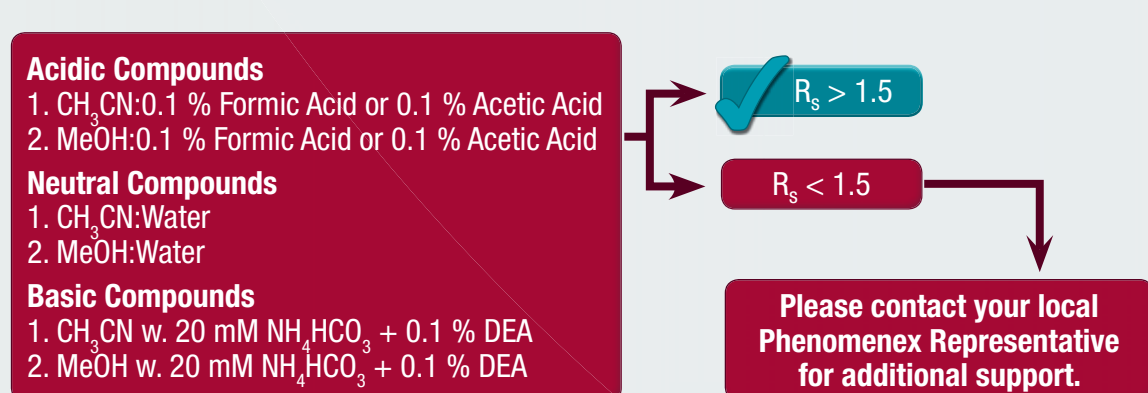 Acidic Compounds
1. CH₃CN:0.1 % Formic Acid or 0.1 % Acetic Acid
2. MeOH:0.1 % Formic Acid or 0.1 % Acetic Acid
Neutral Compounds
1. CH₃CN:Water
2. MeOH:Water
Basic Compounds
1. CH₃CN w. 20 mM NH₄HCO₃ + 0.1 % DEA
2. MeOH w. 20 mM NH₄HCO₃ + 0.1 % DEA
Rₛ > 1.5
Rₛ < 1.5
Please contact your local
Phenomenex Representative
for additional support.